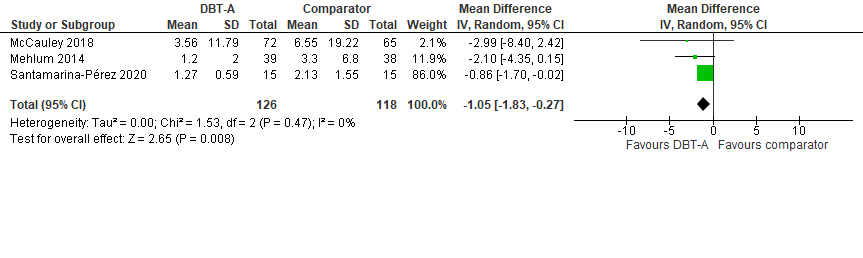 DBT-A Comparator Mean Difference Mean Difference
Study or Subgroup Mean SD Total Mean SD Total Weight IV, Random, 95% CI IV, Random, 95% CI
McCauley 2018 3.56 11.79 72 6.55 19.22 65 2.1% -2.99 [-8.40, 2.42]
Mehlum 2014 1.2 2 39 3.3 6.8 38 11.9% -2.10 [-4.35, 0.15]
Santamarina-Pérez 2020 1.27 0.59 15 2.13 1.55 15 86.0% -0.86 [-1.70, -0.02]
Total (95% CI) 126 118 100.0% -1.05 [-1.83, -0.27]
Heterogeneity: Tau² = 0.00; Chi² = 1.53, df = 2 (P = 0.47); I² = 0%
Test for overall effect: Z = 2.65 (P = 0.008)
-10 -5 0 5 10
Favours DBT-A Favours comparator